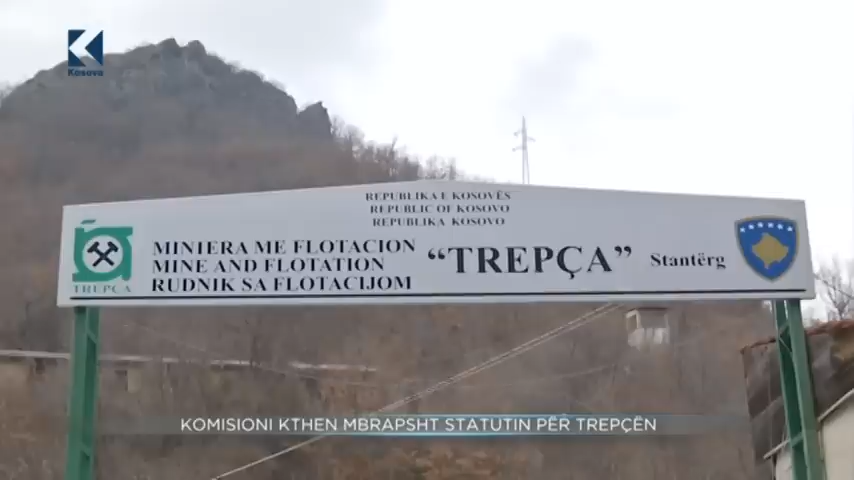 Kosova
REPUBLIKA E KOSOVËS
REPUBLIC OF KOSOVO
REPUBLIKA KOSOVO
MINIERA ME FLOTACION
MINE AND FLOTATION
RUDNIK SA FLOTACIJOM
“TREPÇA” Stantërg
TREPÇA
KOMISIONI KTHEN MBRAPSHT STATUTIN PËR TREPÇËN